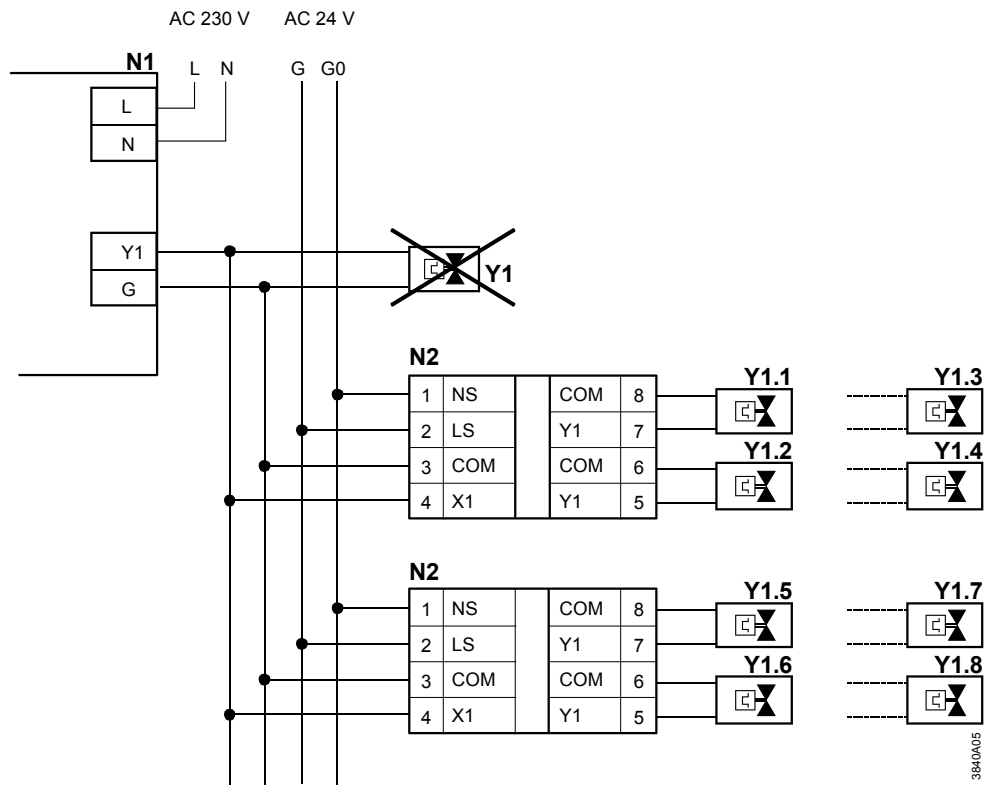 AC 230 V AC 24 V
N1 L N G G0
L
N
Y1
G
Y1
N2
1 NS COM 8
2 LS Y1 7
3 COM COM 6
4 X1 Y1 5
Y1.1 Y1.3
Y1.2 Y1.4
N2
1 NS COM 8
2 LS Y1 7
3 COM COM 6
4 X1 Y1 5
Y1.5 Y1.7
Y1.6 Y1.8
3840A05